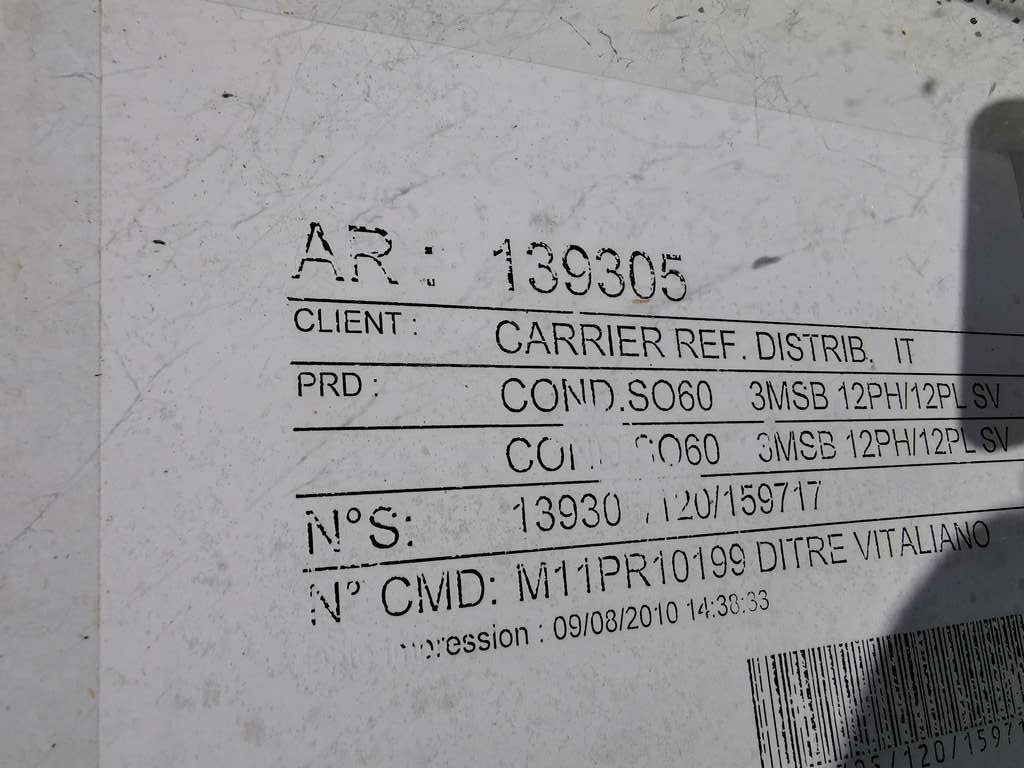 AR : 139305
CLIENT : CARRIER REF. DISTRIB. IT
PRD : COND.SO60 3MSB 12PH/12PL SV
SO60 3MSB 12PH/12PL SV
N°S: /120/159717
N° CMD: M11PR10199 DITRE VITALIANO
: 09/08/2010 14:38:33